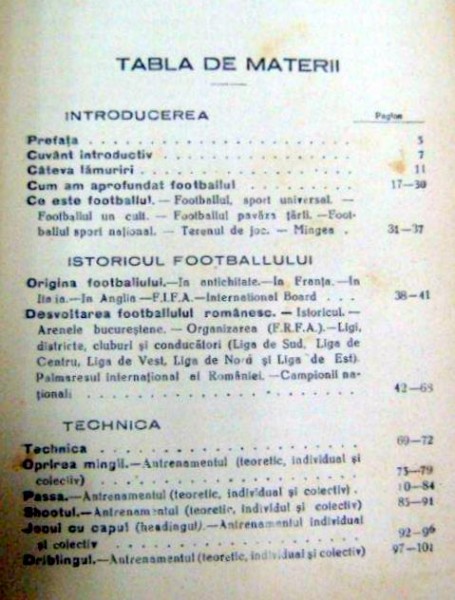 TABLA DE MATERII
INTRODUCEREA Pagina
Prefața . . . . . . . . . . . . . . 5
Cuvânt introductiv . . . . . . . . . . . 7
Câteva lămuriri . . . . . . . . . . . . 11
Cum am aprofundat footballul . . . . . . . 17—30
Ce este footballul. — Footballul, sport universal. —
Footballul un cult. — Footballul pavăza țării. — Foot-
ballul sport național. — Terenul de joc. — Mingea . 31—37
ISTORICUL FOOTBALLULUI
Origina footballului.—In antichitate.—In Franța.—In
Italia.—In Anglia —F.I.F.A.—International Board . . . 38—41
Desvoltarea footballului românesc. — Istoricul. —
Arenele bucureștene. — Organizarea (F.R.F.A.).—Ligi,
districte, cluburi și conducători (Liga de Sud, Liga de
Centru, Liga de Vest, Liga de Nord și Liga de Est).
Palmaresul internațional al României. —Campionii na-
ționali . . . . . . . . . . . . . . 42—68
TECHNICA
Technica . . . . . . . . . . . . . . 69—72
Oprirea mingii.—Antrenamentul (teoretic, individual și
colectiv) . . . . . . . . . . . . . . 75—79
Passa.—Antrenamentul (teoretic, individual și colectiv) . 10—84
Shootul.—Antrenamentul (teoretic, individul și colectiv) 85—91
Jocul cu capul (headingul).—Antrenamentul individual
și colectiv . . . . . . . . . . . . . 92—96
Driblingul.—Antrenamentul (teoretic, individual și colectiv) 97—101